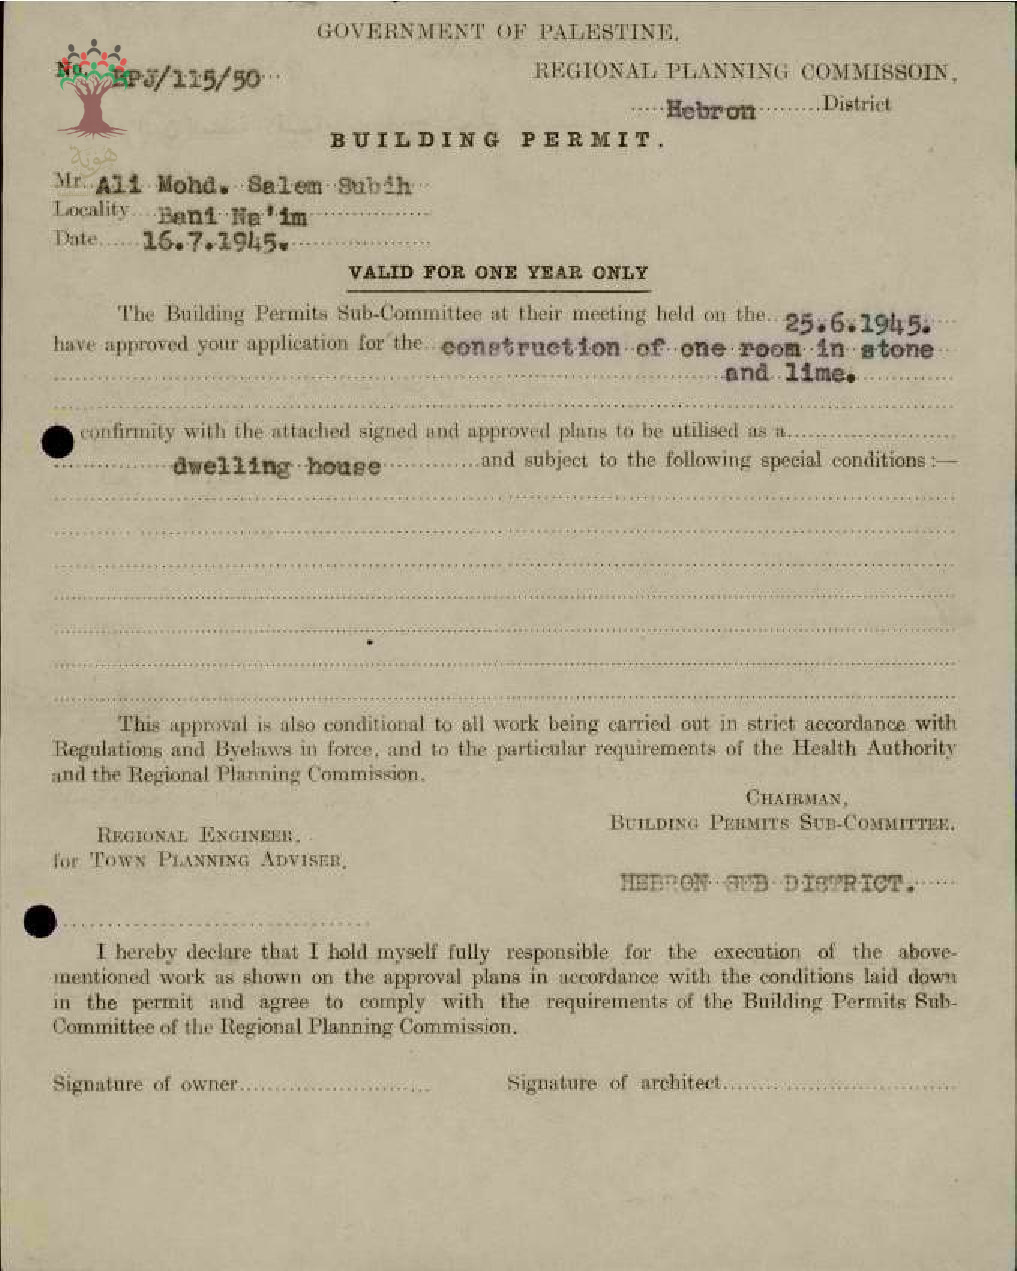 GOVERNMENT OF PALESTINE.
No. BPJ/115/50
REGIONAL PLANNING COMMISSOIN,
Hebron District
BUILDING PERMIT.
هوية
Mr. Ali Mohd. Salem Subih
Locality Bani Na'im
Date 16.7.1945.
VALID FOR ONE YEAR ONLY
The Building Permits Sub-Committee at their meeting held on the 25.6.1945.
have approved your application for the construction of one room in stone
and lime.
confirmity with the attached signed and approved plans to be utilised as a
dwelling house and subject to the following special conditions :—
This approval is also conditional to all work being carried out in strict accordance with
Regulations and Byelaws in force, and to the particular requirements of the Health Authority
and the Regional Planning Commission.
CHAIRMAN,
BUILDING PERMITS SUB-COMMITTEE.
REGIONAL ENGINEER,
for TOWN PLANNING ADVISER.
HEBRON SUB DISTRICT.
I hereby declare that I hold myself fully responsible for the execution of the above-
mentioned work as shown on the approval plans in accordance with the conditions laid down
in the permit and agree to comply with the requirements of the Building Permits Sub-
Committee of the Regional Planning Commission.
Signature of owner
Signature of architect